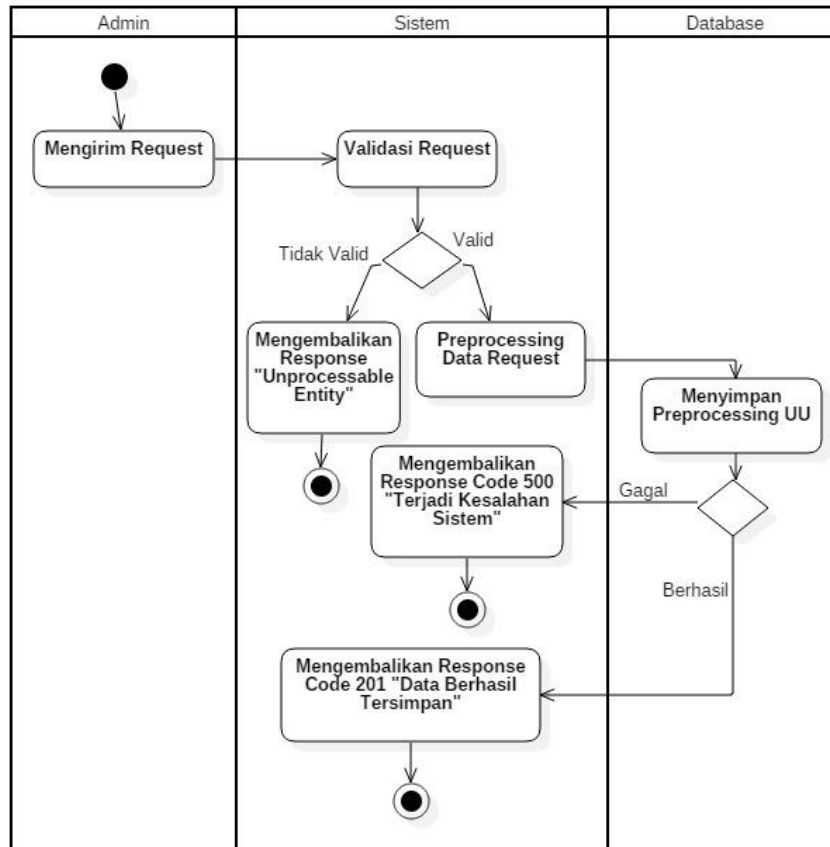 Admin
Sistem
Database
Mengirim Request
Validasi Request
Tidak Valid
Valid
Mengembalikan
Response
"Unprocessable
Entity"
Preprocessing
Data Request
Menyimpan
Preprocessing UU
Mengembalikan
Response Code 500
"Terjadi Kesalahan
Sistem"
Gagal
Berhasil
Mengembalikan Response
Code 201 "Data Berhasil
Tersimpan"